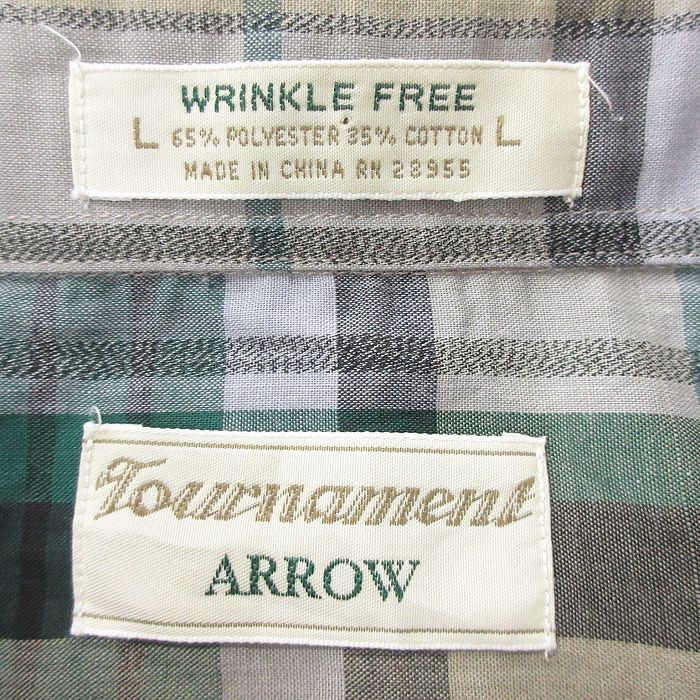 WRINKLE FREE
L 65% POLYESTER 35% COTTON L
MADE IN CHINA RN 28955
Tournament
ARROW